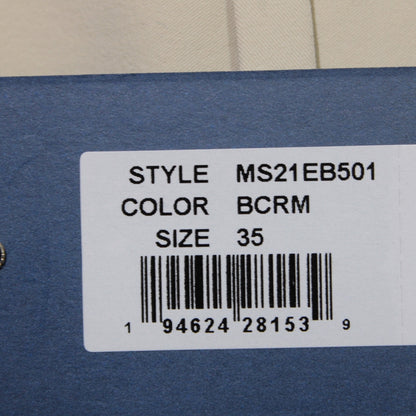 STYLE MS21EB501
COLOR BCRM
SIZE 35
1 94624 28153 9